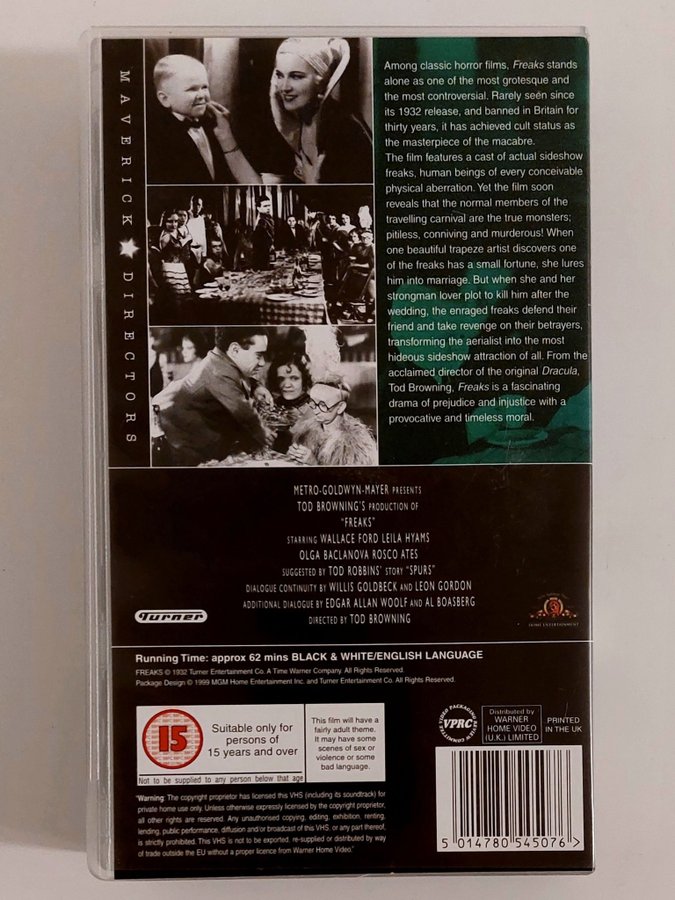 MAVERICK ★ DIRECTORS
Among classic horror films, Freaks stands
alone as one of the most grotesque and
the most controversial. Rarely seen since
its 1932 release, and banned in Britain for
thirty years, it has achieved cult status as
the masterpiece of the macabre.
The film features a cast of actual sideshow
freaks, human beings of every conceivable
physical aberration. Yet the film soon
reveals that the normal members of the
travelling carnival are the true monsters;
pitiless, conniving and murderous! When
one beautiful trapeze artist discovers one
of the freaks has a small fortune, she lures
him into marriage. But when she and her
strongman lover plot to kill him after the
wedding, the enraged freaks defend their
friend and take revenge on their betrayers,
transforming the aerialist into the most
hideous sideshow attraction of all. From the
acclaimed director of the original Dracula,
Tod Browning, Freaks is a fascinating
drama of prejudice and injustice with a
provocative and timeless moral.
METRO-GOLDWYN-MAYER PRESENTS
TOD BROWNING'S PRODUCTION OF
"FREAKS"
STARRING WALLACE FORD LEILA HYAMS
OLGA BACLANOVA ROSCO ATES
SUGGESTED BY TOD ROBBINS' STORY "SPURS"
DIALOGUE CONTINUITY BY WILLIS GOLDBECK AND LEON GORDON
ADDITIONAL DIALOGUE BY EDGAR ALLAN WOOLF AND AL BOASBERG
DIRECTED BY TOD BROWNING
Turner
HOME ENTERTAINMENT
Running Time: approx 62 mins BLACK & WHITE/ENGLISH LANGUAGE
FREAKS © 1932 Turner Entertainment Co. A Time Warner Company. All Rights Reserved.
Package Design © 1999 MGM Home Entertainment Inc. and Turner Entertainment Co. All Rights Reserved.
15
Suitable only for
persons of
15 years and over
Not to be supplied to any person below that age
This film will have a
fairly adult theme.
It may have some
scenes of sex or
violence or some
bad language.
VIDEO PACKAGING REVIEW COMMITTEE
VPRC
Distributed by
WARNER
HOME VIDEO
(U.K.) LIMITED
PRINTED
IN THE UK
"Warning: The copyright proprietor has licensed this VHS (including its soundtrack) for
private home use only. Unless otherwise expressly licensed by the copyright proprietor,
all other rights are reserved. Any unauthorised copying, editing, exhibition, renting,
lending, public performance, diffusion and/or broadcast of this VHS, or any part thereof,
is strictly prohibited. This VHS is not to be exported, re-supplied or distributed by way
of trade outside the EU without a proper licence from Warner Home Video."
5 014780 545076 >